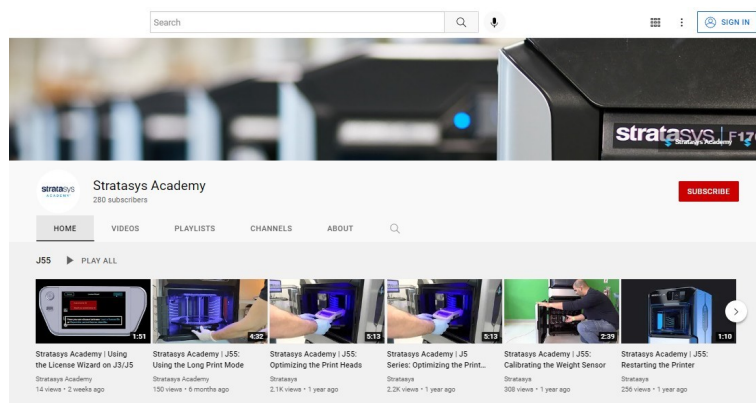 Search
SIGN IN
stratasys | F170
Stratasys Academy
stratasys
ACADEMY
Stratasys Academy
280 subscribers
SUBSCRIBE
HOME VIDEOS PLAYLISTS CHANNELS ABOUT
J55 PLAY ALL
1:51 4:32 5:13 5:13 2:39 1:10
Stratasys Academy | Using
the License Wizard on J3/J5
Stratasys Academy
14 views • 2 weeks ago
Stratasys Academy | J55:
Using the Long Print Mode
Stratasys Academy
150 views • 6 months ago
Stratasys Academy | J55:
Optimizing the Print Heads
Stratasys
2.1K views • 1 year ago
Stratasys Academy | J5
Series: Optimizing the Print...
Stratasys
2.2K views • 1 year ago
Stratasys Academy | J55:
Calibrating the Weight Sensor
Stratasys
308 views • 1 year ago
Stratasys Academy | J55:
Restarting the Printer
Stratasys
256 views • 1 year ago